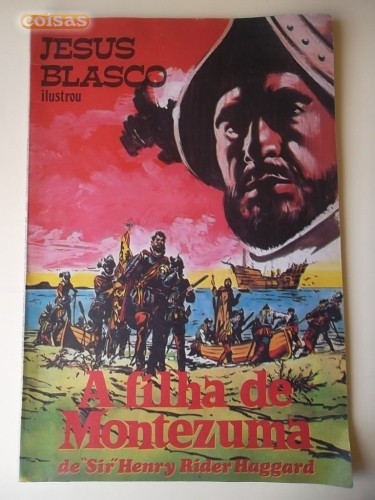 coisas
JESUS
BLASCO
ilustrou
A filha de
Montezuma
de "Sir" Henry Rider Haggard